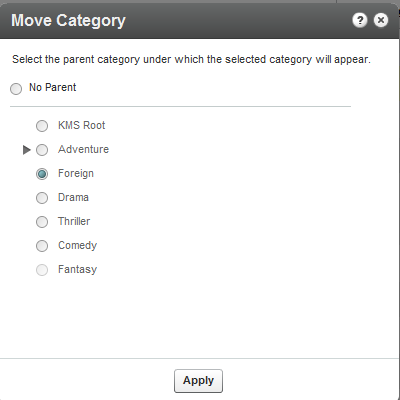 Move Category
?
Select the parent category under which the selected category will appear.
No Parent
KMS Root
Adventure
Foreign
Drama
Thriller
Comedy
Fantasy
Apply